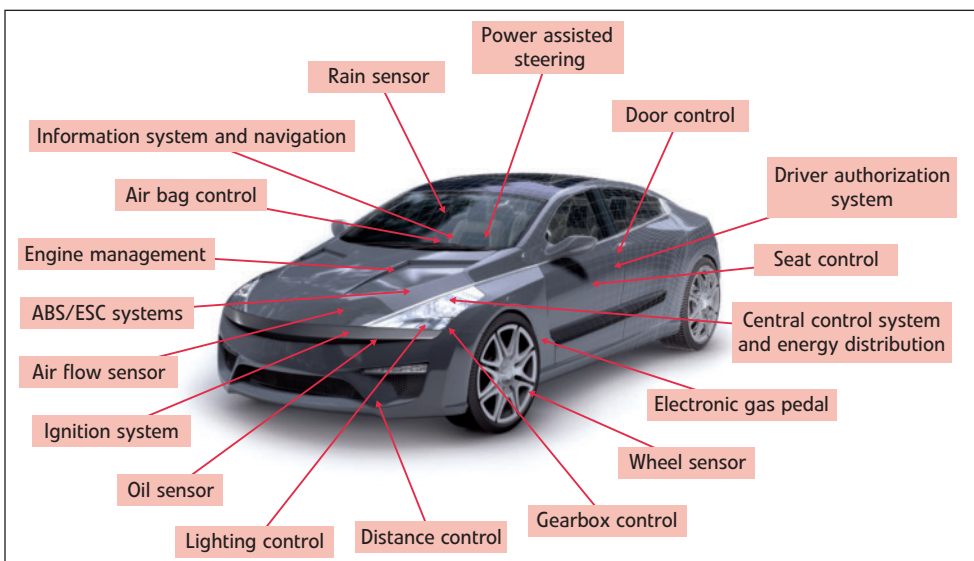 Power assisted
steering
Rain sensor
Door control
Information system and navigation
Driver authorization
system
Air bag control
Engine management
Seat control
ABS/ESC systems
Central control system
and energy distribution
Air flow sensor
Electronic gas pedal
Ignition system
Wheel sensor
Oil sensor
Gearbox control
Lighting control
Distance control